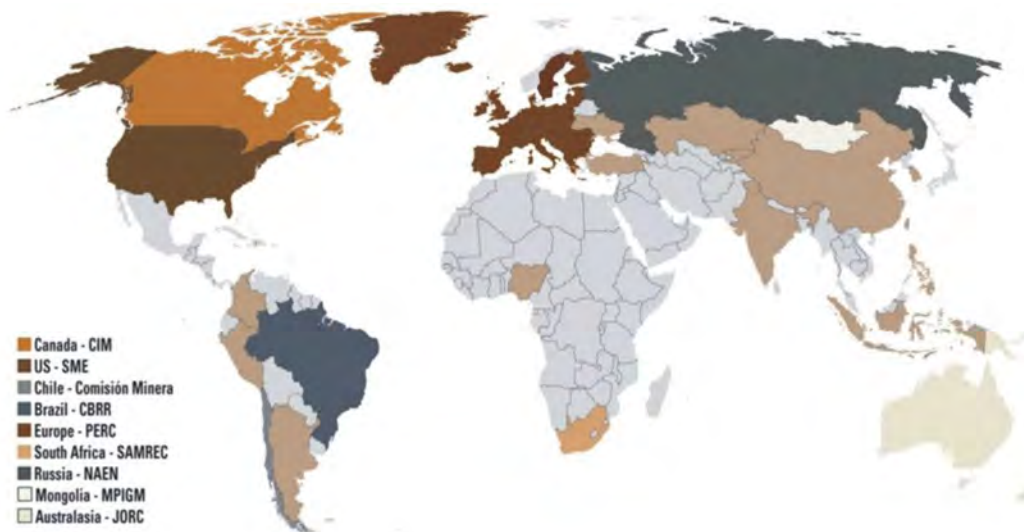 Canada - CIM
US - SME
Chile - Comisión Minera
Brazil - CBRR
Europe - PERC
South Africa - SAMREC
Russia - NAEN
Mongolia - MPIGM
Australasia - JORC